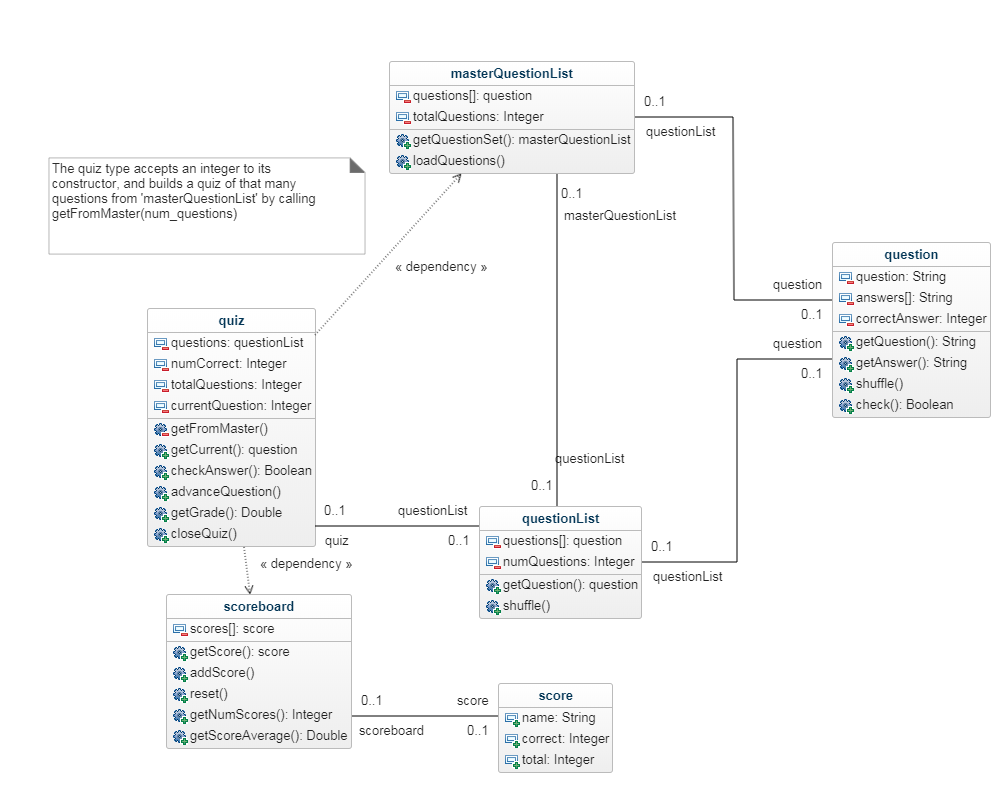 masterQuestionList
questions[]: question
totalQuestions: Integer
getQuestionSet(): masterQuestionList
loadQuestions()
0..1
questionList
0..1
masterQuestionList
The quiz type accepts an integer to its
constructor, and builds a quiz of that many
questions from 'masterQuestionList' by calling
getFromMaster(num_questions)
« dependency »
question
0..1
question
0..1
question
question: String
answers[]: String
correctAnswer: Integer
getQuestion(): String
getAnswer(): String
shuffle()
check(): Boolean
quiz
questions: questionList
numCorrect: Integer
totalQuestions: Integer
currentQuestion: Integer
getFromMaster()
getCurrent(): question
checkAnswer(): Boolean
advanceQuestion()
getGrade(): Double
closeQuiz()
questionList
0..1
0..1
questionList
quiz
0..1
questionList
questions[]: question
numQuestions: Integer
getQuestion(): question
shuffle()
0..1
questionList
« dependency »
scoreboard
scores[]: score
getScore(): score
addScore()
reset()
getNumScores(): Integer
getScoreAverage(): Double
0..1
score
scoreboard
0..1
score
name: String
correct: Integer
total: Integer